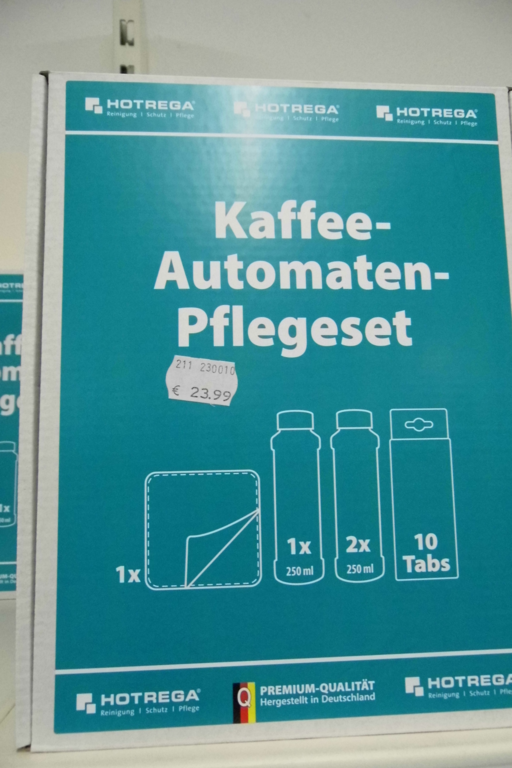 HOTREGA®
Reinigung | Schutz | Pflege
HOTREGA®
Reinigung | Schutz | Pflege
HOTREGA®
Reinigung | Schutz | Pflege
Kaffee-
Automaten-
Pflegeset
211 230010
€ 23.99
1x
1x
250 ml
2x
250 ml
10
Tabs
HOTREGA®
Reinigung | Schutz | Pflege
Q
PREMIUM-QUALITÄT
Hergestellt in Deutschland
HOTREGA
Reinigung | Schutz |